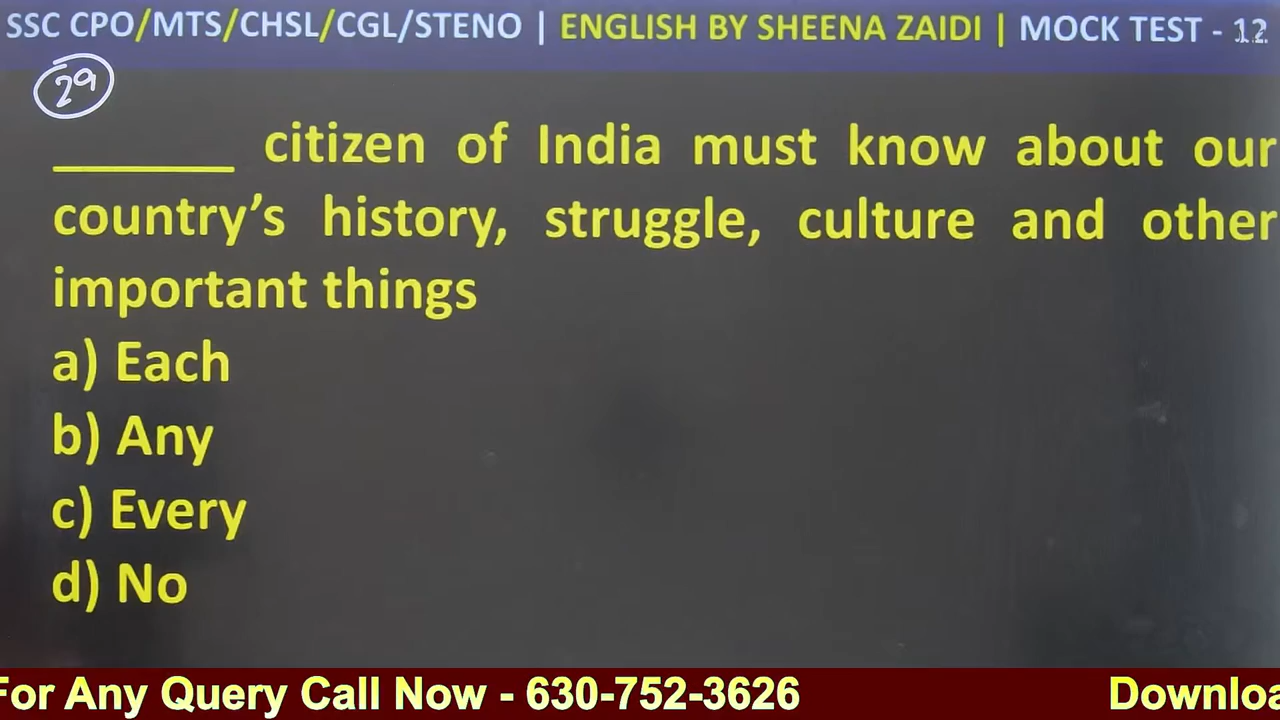 SSC CPO/MTS/CHSL/CGL/STENO | ENGLISH BY SHEENA ZAIDI | MOCK TEST - 12
29
______ citizen of India must know about our
country's history, struggle, culture and other
important things
a) Each
b) Any
c) Every
d) No
For Any Query Call Now - 630-752-3626